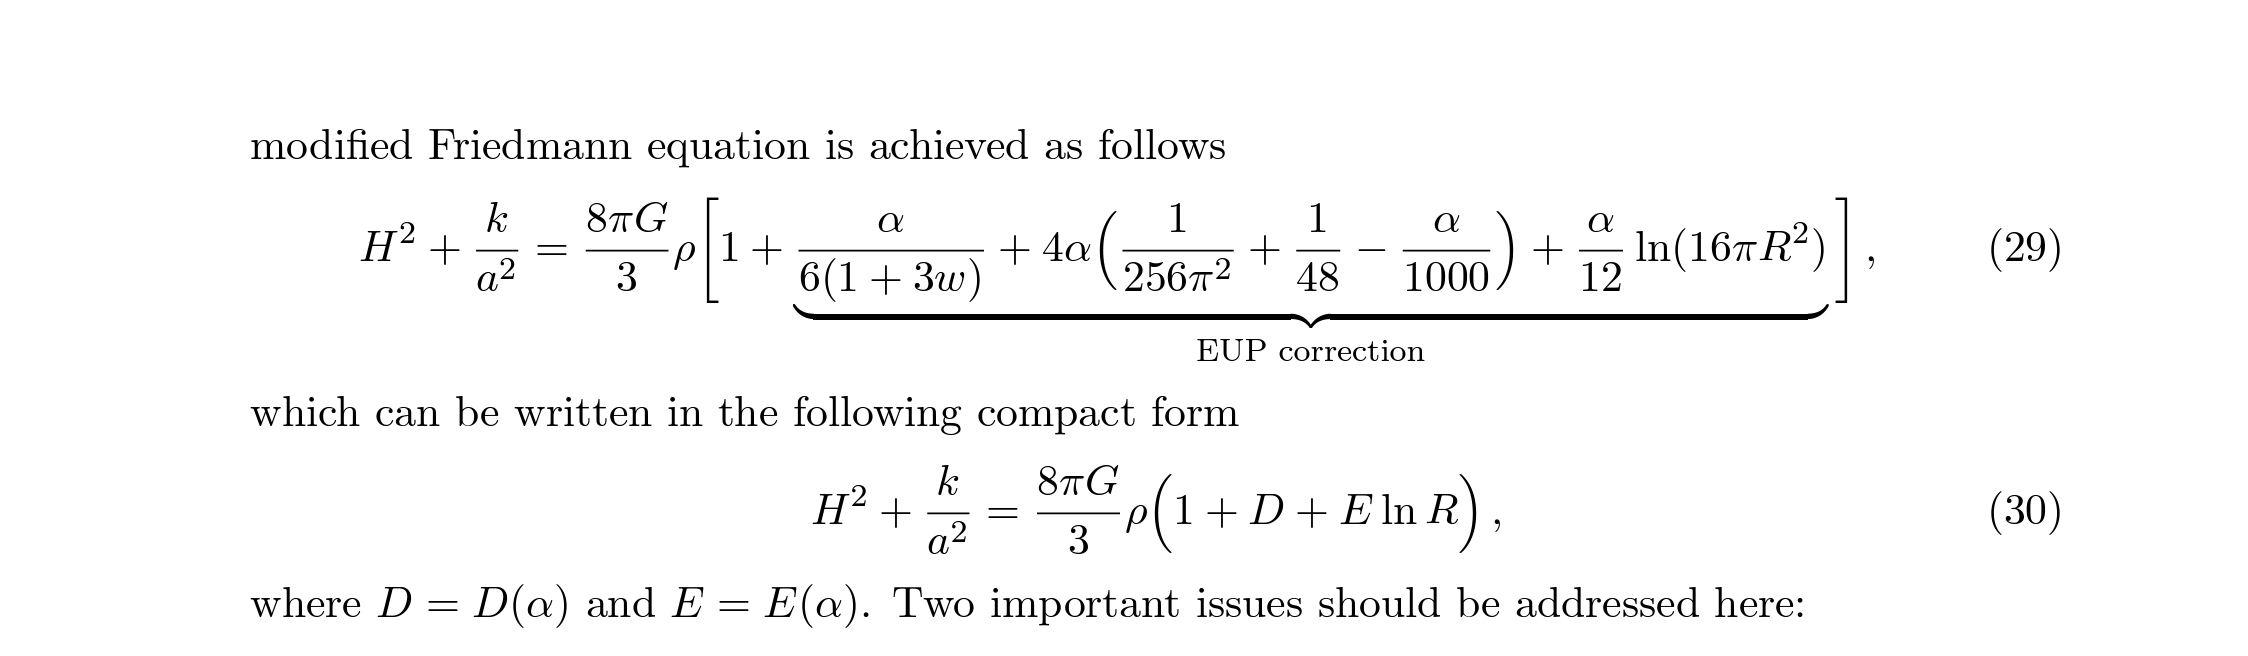 modified Friedmann equation is achieved as follows
$$H^2 + \frac{k}{a^2} = \frac{8\pi G}{3}\rho\left[1 + \underbrace{\frac{\alpha}{6(1+3w)} + 4\alpha\left(\frac{1}{256\pi^2} + \frac{1}{48} - \frac{\alpha}{1000}\right) + \frac{\alpha}{12}\ln(16\pi R^2)}_{\text{EUP correction}}\right], \quad (29)$$
which can be written in the following compact form
$$H^2 + \frac{k}{a^2} = \frac{8\pi G}{3}\rho\left(1 + D + E\ln R\right), \quad (30)$$
where $D = D(\alpha)$ and $E = E(\alpha)$. Two important issues should be addressed here: